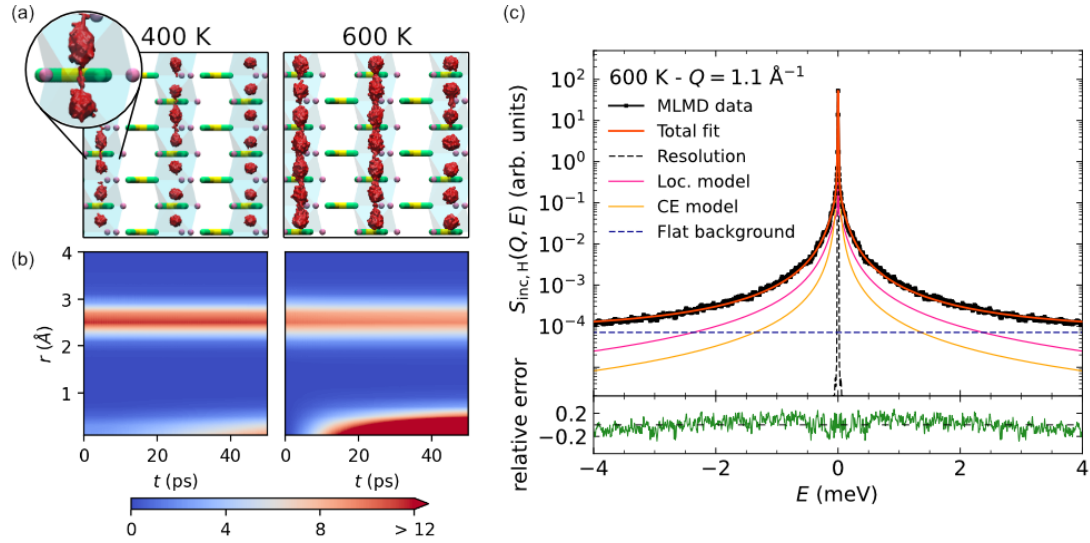 (a)
400 K
600 K
(b)
4
3
2
1
r (Å)
0 20 40
0 20 40
t (ps)
t (ps)
0 4 8 > 12
(c)
10²
10¹
10⁰
10⁻¹
10⁻²
10⁻³
10⁻⁴
S_inc, H(Q, E) (arb. units)
600 K - Q = 1.1 Å⁻¹
MLMD data
Total fit
Resolution
Loc. model
CE model
Flat background
relative error
0.2
−0.2
−4 −2 0 2 4
E (meV)